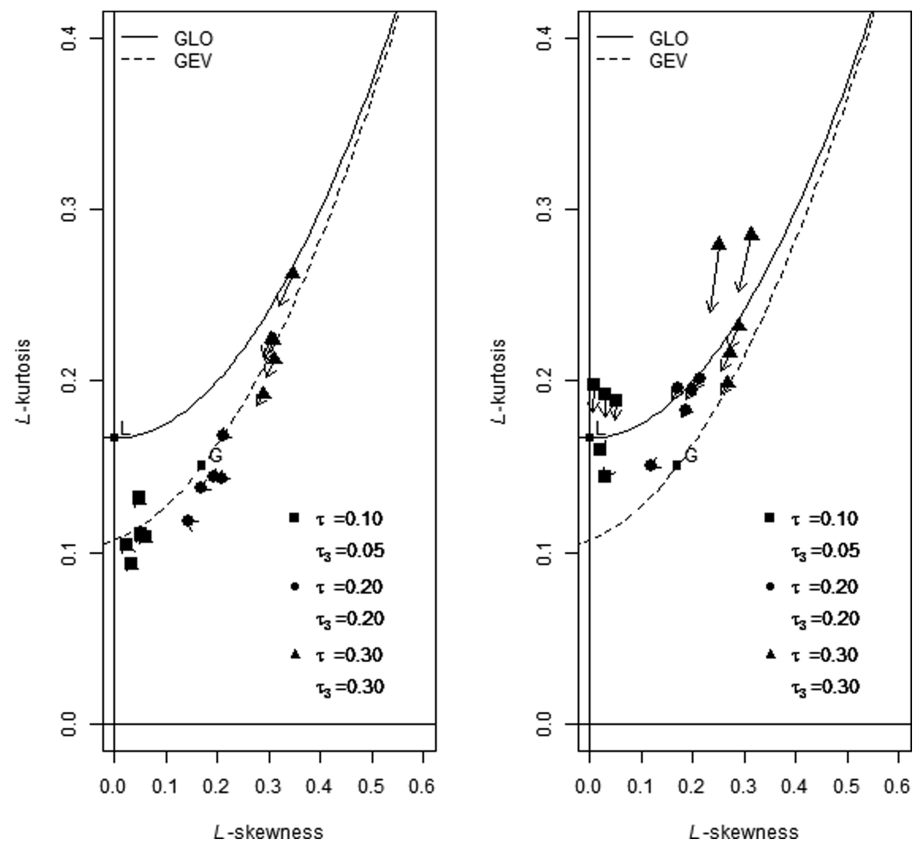 GLO
GEV
0.4
0.3
0.2
0.1
0.0
L-kurtosis
L
G
τ =0.10
τ3 =0.05
τ =0.20
τ3 =0.20
τ =0.30
τ3 =0.30
0.0 0.1 0.2 0.3 0.4 0.5 0.6
L-skewness
GLO
GEV
0.4
0.3
0.2
0.1
0.0
L-kurtosis
L
G
τ =0.10
τ3 =0.05
τ =0.20
τ3 =0.20
τ =0.30
τ3 =0.30
0.0 0.1 0.2 0.3 0.4 0.5 0.6
L-skewness